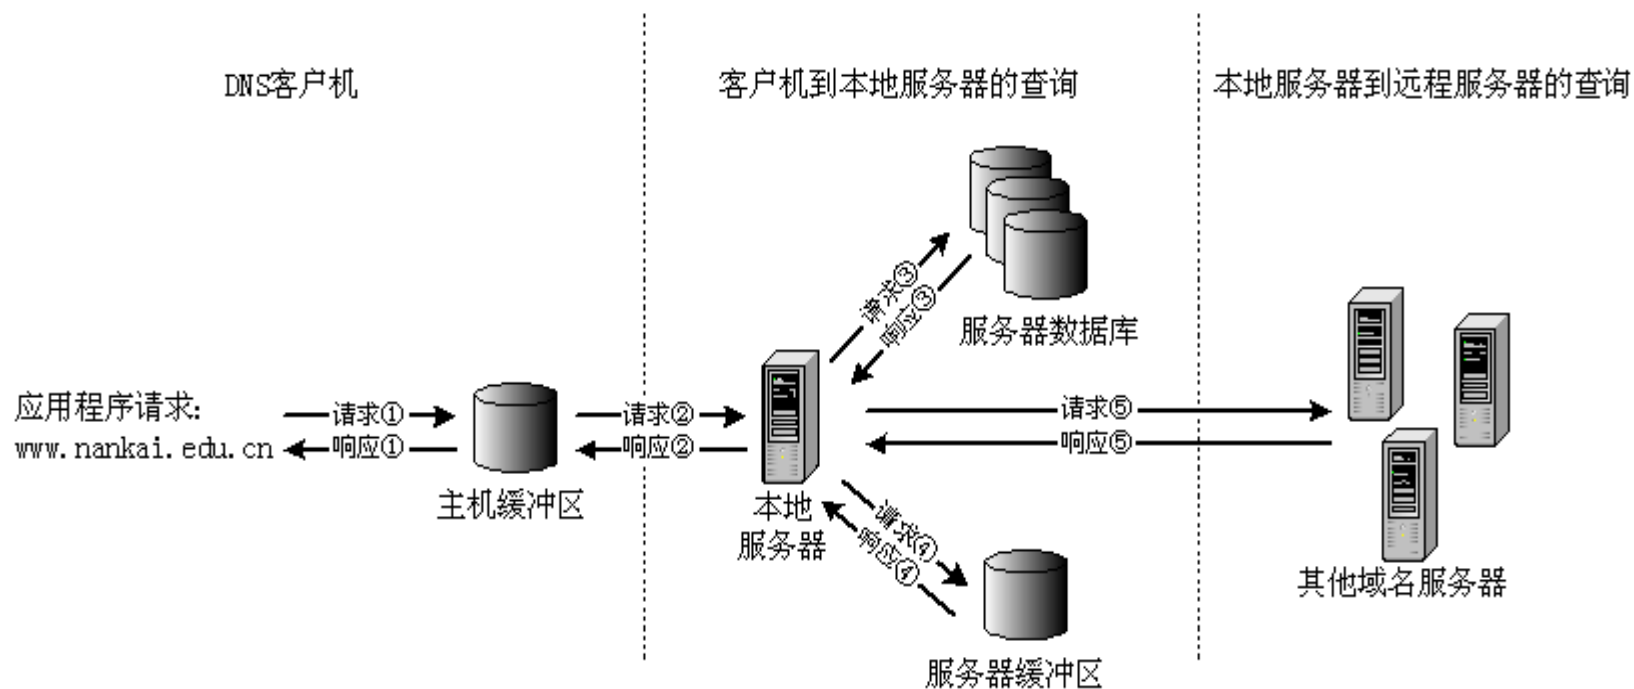 DNS客户机
客户机到本地服务器的查询
本地服务器到远程服务器的查询
请求③
响应③
服务器数据库
应用程序请求:
www.nankai.edu.cn
请求①
响应①
主机缓冲区
请求②
响应②
本地
服务器
请求⑤
响应⑤
请求④
响应④
服务器缓冲区
其他域名服务器